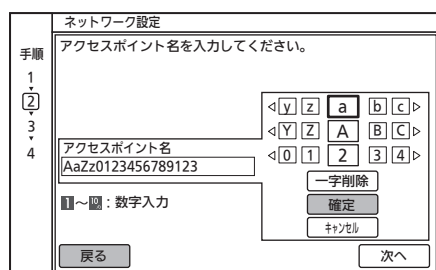 ネットワーク設定
手順
1
2
3
4
アクセスポイント名を入力してください。
y z a b c
Y Z A B C
0 1 2 3 4
アクセスポイント名
AaZz0123456789123
一字削除
1～10：数字入力
確定
キャンセル
戻る
次へ